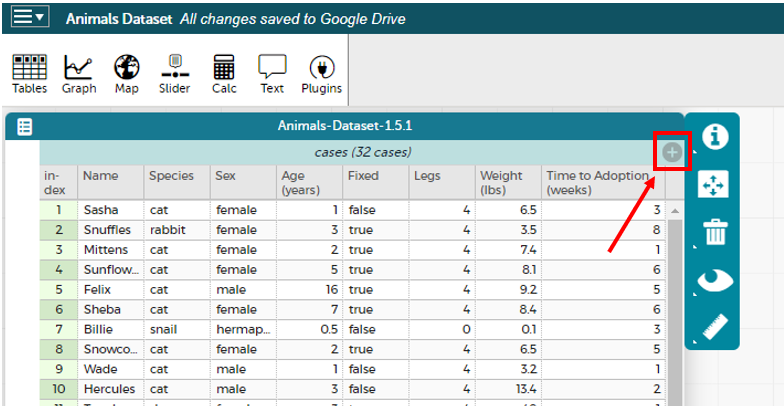 Animals Dataset All changes saved to Google Drive
Tables Graph Map Slider Calc Text Plugins
Animals-Dataset-1.5.1
cases (32 cases)
in- Name Species Sex Age Fixed Legs Weight Time to Adoption
dex (years) (lbs) (weeks)
1 Sasha cat female 1 false 4 6.5 3
2 Snuffles rabbit female 3 true 4 3.5 8
3 Mittens cat female 2 true 4 7.4 1
4 Sunflow... cat female 5 true 4 8.1 6
5 Felix cat male 16 true 4 9.2 5
6 Sheba cat female 7 true 4 8.4 6
7 Billie snail hermap... 0.5 false 0 0.1 3
8 Snowco... cat female 2 true 4 6.5 5
9 Wade cat male 1 false 4 3.2 1
10 Hercules cat male 3 false 4 13.4 2